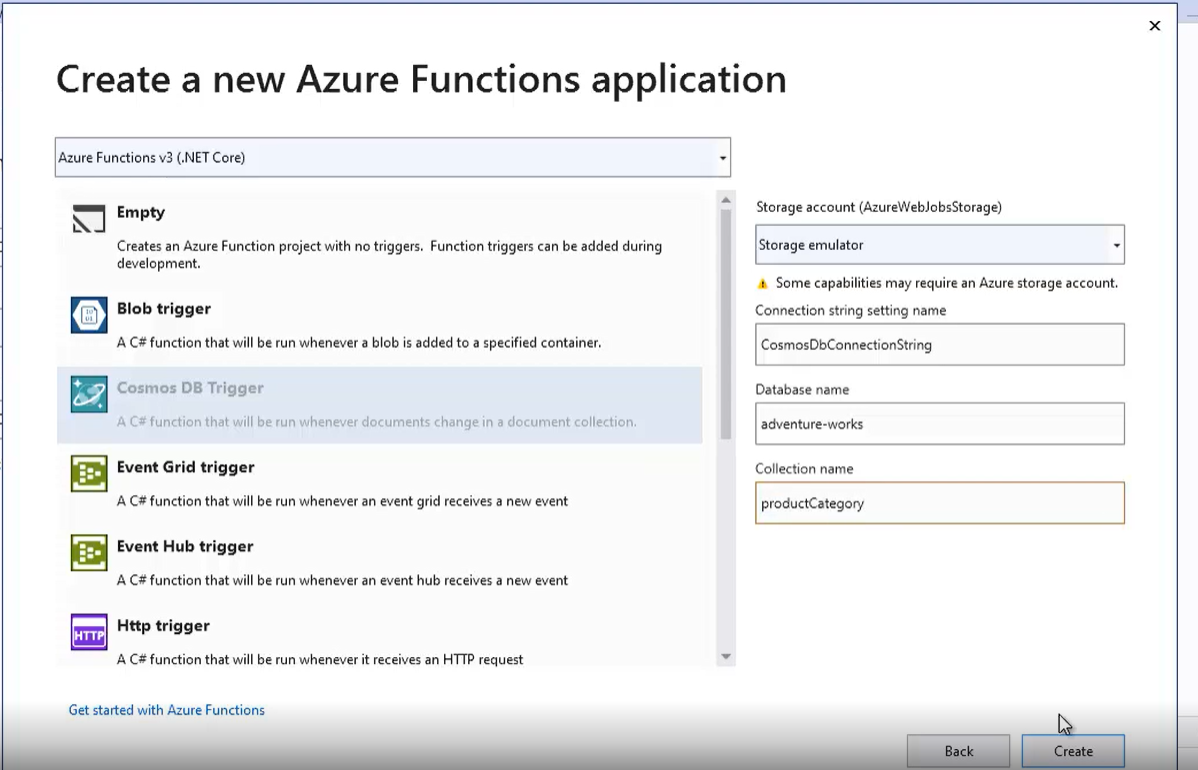 Create a new Azure Functions application
Azure Functions v3 (.NET Core)
Empty
Creates an Azure Function project with no triggers. Function triggers can be added during
development.
Blob trigger
A C# function that will be run whenever a blob is added to a specified container.
Cosmos DB Trigger
A C# function that will be run whenever documents change in a document collection.
Event Grid trigger
A C# function that will be run whenever an event grid receives a new event
Event Hub trigger
A C# function that will be run whenever an event hub receives a new event
HTTP
Http trigger
A C# function that will be run whenever it receives an HTTP request
Get started with Azure Functions
Storage account (AzureWebJobsStorage)
Storage emulator
Some capabilities may require an Azure storage account.
Connection string setting name
CosmosDbConnectionString
Database name
adventure-works
Collection name
productCategory
Back
Create